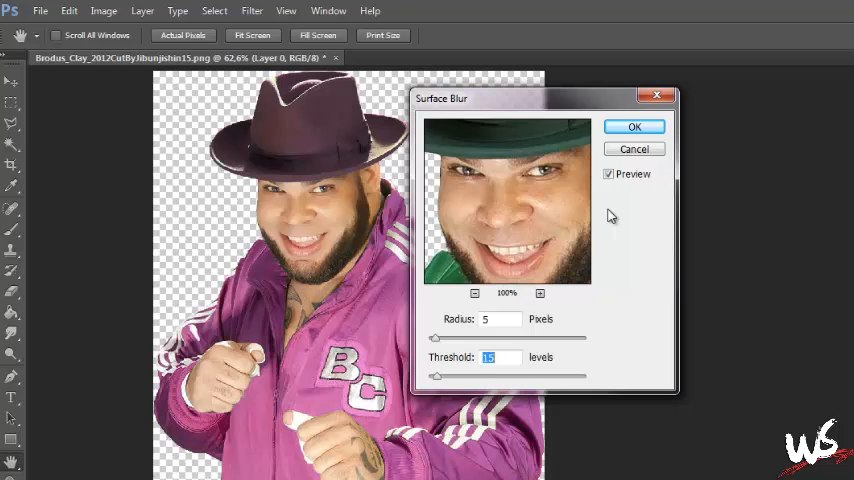 Ps File Edit Image Layer Type Select Filter View Window Help
Scroll All Windows Actual Pixels Fit Screen Fill Screen Print Size
Brodus_Clay_2012CutByJibunjishin15.png @ 62,6% (Layer 0, RGB/8) * ×
Surface Blur
OK
Cancel
Preview
100%
Radius: 5 Pixels
Threshold: 15 levels
BC
T
WS